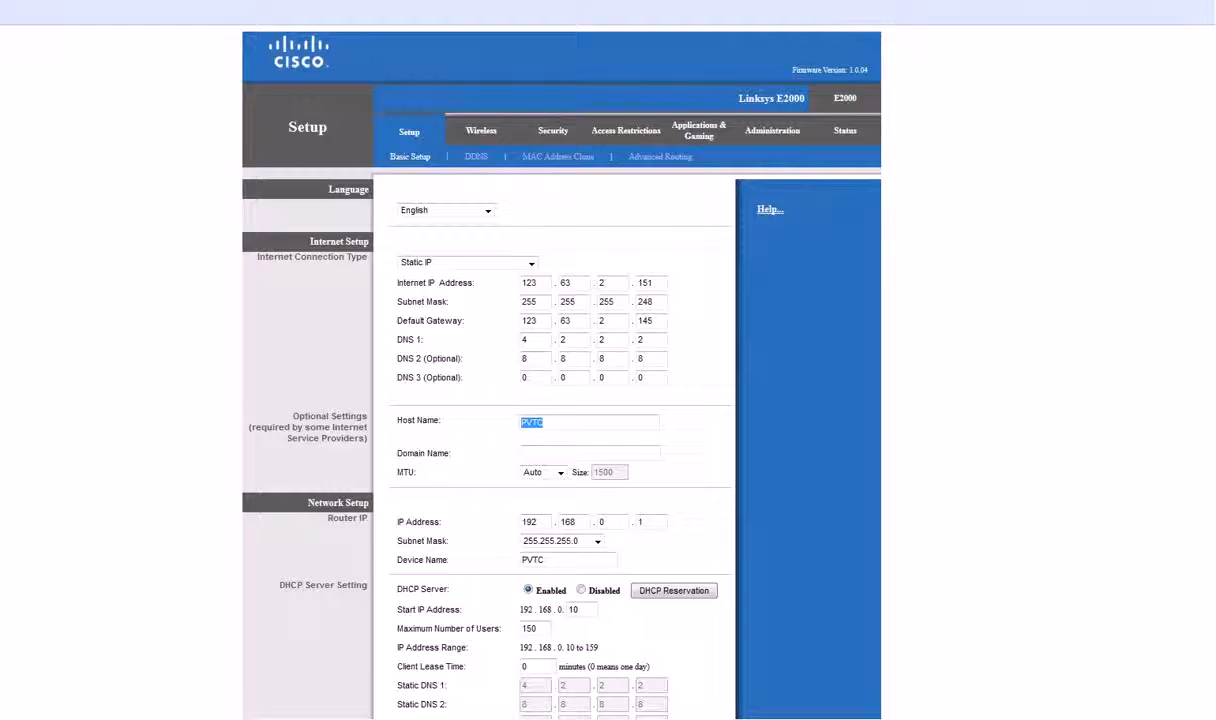 CISCO.
Firmware Version: 1.0.04
Linksys E2000 E2000
Setup
Setup Wireless Security Access Restrictions Applications & Gaming Administration Status
Basic Setup | DDNS | MAC Address Clone | Advanced Routing
Language
English
Help...
Internet Setup
Internet Connection Type
Static IP
Internet IP Address: 123 . 63 . 2 . 151
Subnet Mask: 255 . 255 . 255 . 248
Default Gateway: 123 . 63 . 2 . 145
DNS 1: 4 . 2 . 2 . 2
DNS 2 (Optional): 8 . 8 . 8 . 8
DNS 3 (Optional): 0 . 0 . 0 . 0
Optional Settings
(required by some Internet
Service Providers)
Host Name: PVTC
Domain Name:
MTU: Auto Size: 1500
Network Setup
Router IP
IP Address: 192 . 168 . 0 . 1
Subnet Mask: 255.255.255.0
Device Name: PVTC
DHCP Server Setting
DHCP Server: Enabled Disabled DHCP Reservation
Start IP Address: 192 . 168 . 0. 10
Maximum Number of Users: 150
IP Address Range: 192 . 168 . 0. 10 to 159
Client Lease Time: 0 minutes (0 means one day)
Static DNS 1: 4 . 2 . 2 . 2
Static DNS 2: 8 . 8 . 8 . 8